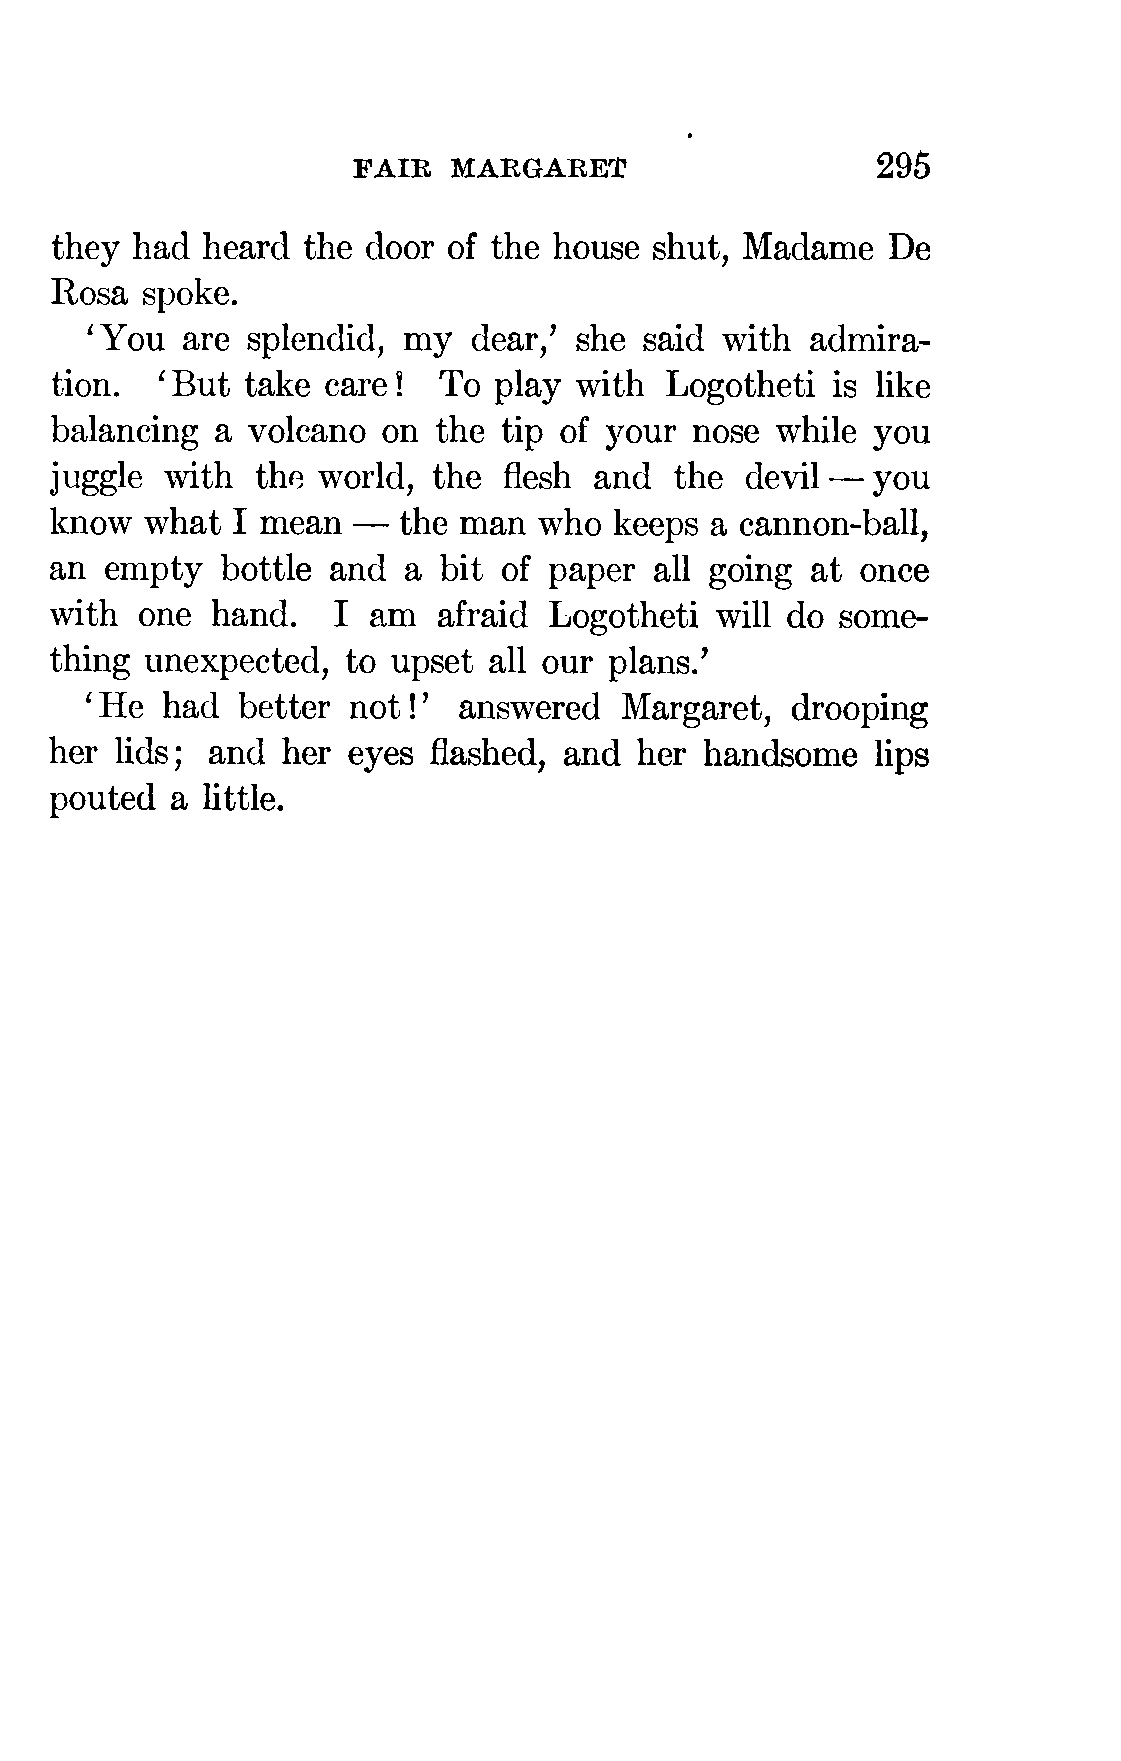 FAIR MARGARET 295
they had heard the door of the house shut, Madame De
Rosa spoke.
‘You are splendid, my dear,’ she said with admira-
tion. ‘But take care! To play with Logotheti is like
balancing a volcano on the tip of your nose while you
juggle with the world, the flesh and the devil — you
know what I mean — the man who keeps a cannon-ball,
an empty bottle and a bit of paper all going at once
with one hand. I am afraid Logotheti will do some-
thing unexpected, to upset all our plans.’
‘He had better not!’ answered Margaret, drooping
her lids; and her eyes flashed, and her handsome lips
pouted a little.